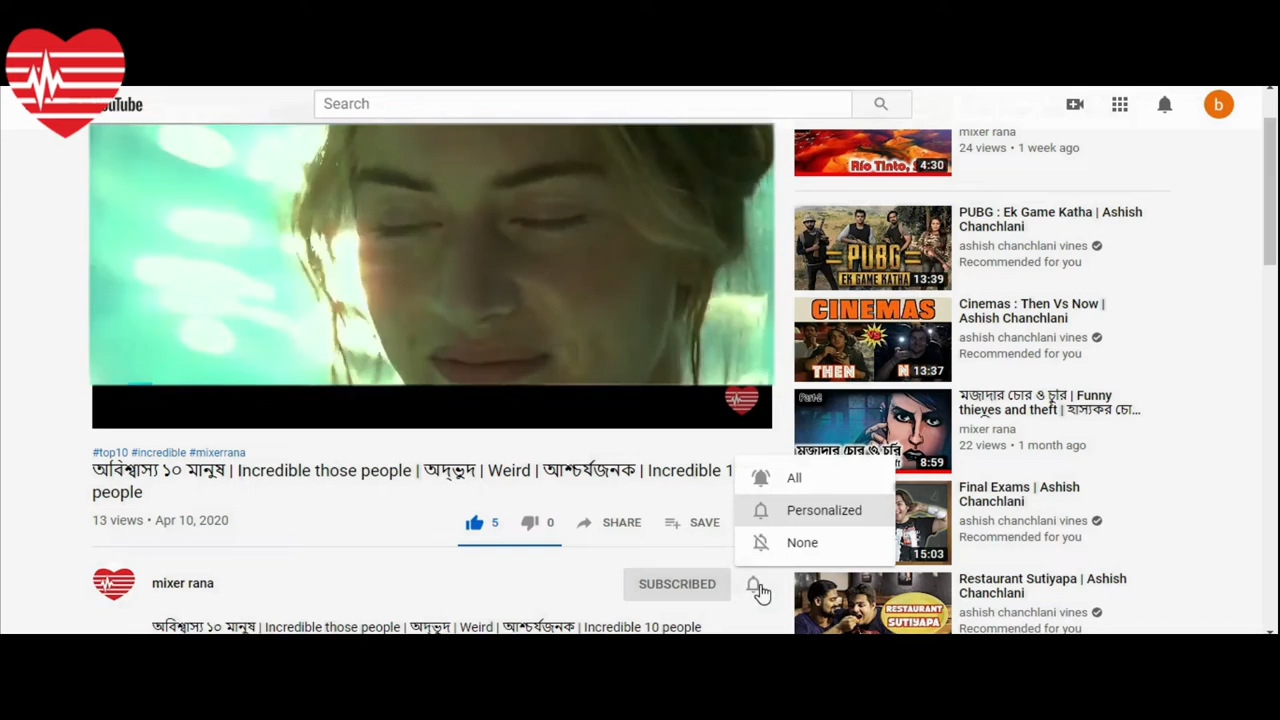 ouTube
Search
b
mixer rana
24 views • 1 week ago
Río Tinto,
4:30
PUBG : Ek Game Katha | Ashish
Chanchlani
ashish chanchlani vines
Recommended for you
PUBG
EK GAME KATHA
13:39
Cinemas : Then Vs Now |
Ashish Chanchlani
ashish chanchlani vines
Recommended for you
CINEMAS
THEN
N
13:37
মজাদার চোর ও চুরি | Funny
thieves and theft | হাস্যকর চো...
mixer rana
22 views • 1 month ago
Part-2
মজাদার চোর ও চুরি
8:59
#top10 #incredible #mixerrana
অবিশ্বাস্য ১০ মানুষ | Incredible those people | অদ্ভুদ | Weird | আশ্চর্যজনক | Incredible 1
people
13 views • Apr 10, 2020
5
0
SHARE
SAVE
All
Personalized
None
Final Exams | Ashish
Chanchlani
ashish chanchlani vines
Recommended for you
15:03
mixer rana
SUBSCRIBED
Restaurant Sutiyapa | Ashish
Chanchlani
ashish chanchlani vines
Recommended for you
RESTAURANT
SUTIYAPA
অবিশ্বাস্য ১০ মানুষ | Incredible those people | অদ্ভুদ | Weird | আশ্চর্যজনক | Incredible 10 people